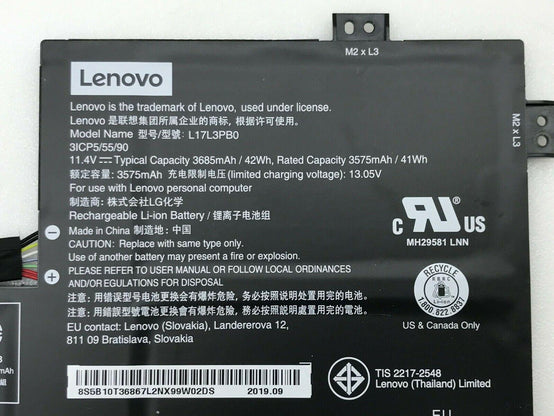 M2 x L3
Lenovo
Lenovo is the trademark of Lenovo, used under license.
Lenovo 是联想集团所属企业的商标, 根据许可使用。
Model Name 型号/型號: L17L3PB0
3ICP5/55/90
11.4V⎓ Typical Capacity 3685mAh / 42Wh, Rated Capacity 3575mAh / 41Wh
额定容量: 3575mAh 充电限制电压 (limited charging voltage): 13.05V
For use with Lenovo personal computer
制造商: 株式会社LG化学
Rechargeable Li-ion Battery / 锂离子电池组
Made in China 制造地: 中国
CAUTION: Replace with same type only.
Use of another battery may present a fire or explosion.
PLEASE REFER TO USER MANUAL OR FOLLOW LOCAL ORDINANCES
AND/OR REGULATIONS FOR DISPOSAL
注意: 用错误型号电池更换会有爆炸危险, 务必按照说明处置用完的电池。
注意: 用錯誤型號電池更換會有爆炸危險, 務必按照說明處置用完的電池。
EU contact: Lenovo (Slovakia), Landererova 12,
811 09 Bratislava, Slovakia
8S5B10T36867L2NX99W02DS 2019.09
M2 x L3
c RU US
MH29581 LNN
RECYCLE
1.800.822.8837
US & Canada Only
TIS 2217-2548
Lenovo (Thailand) Limited
EU